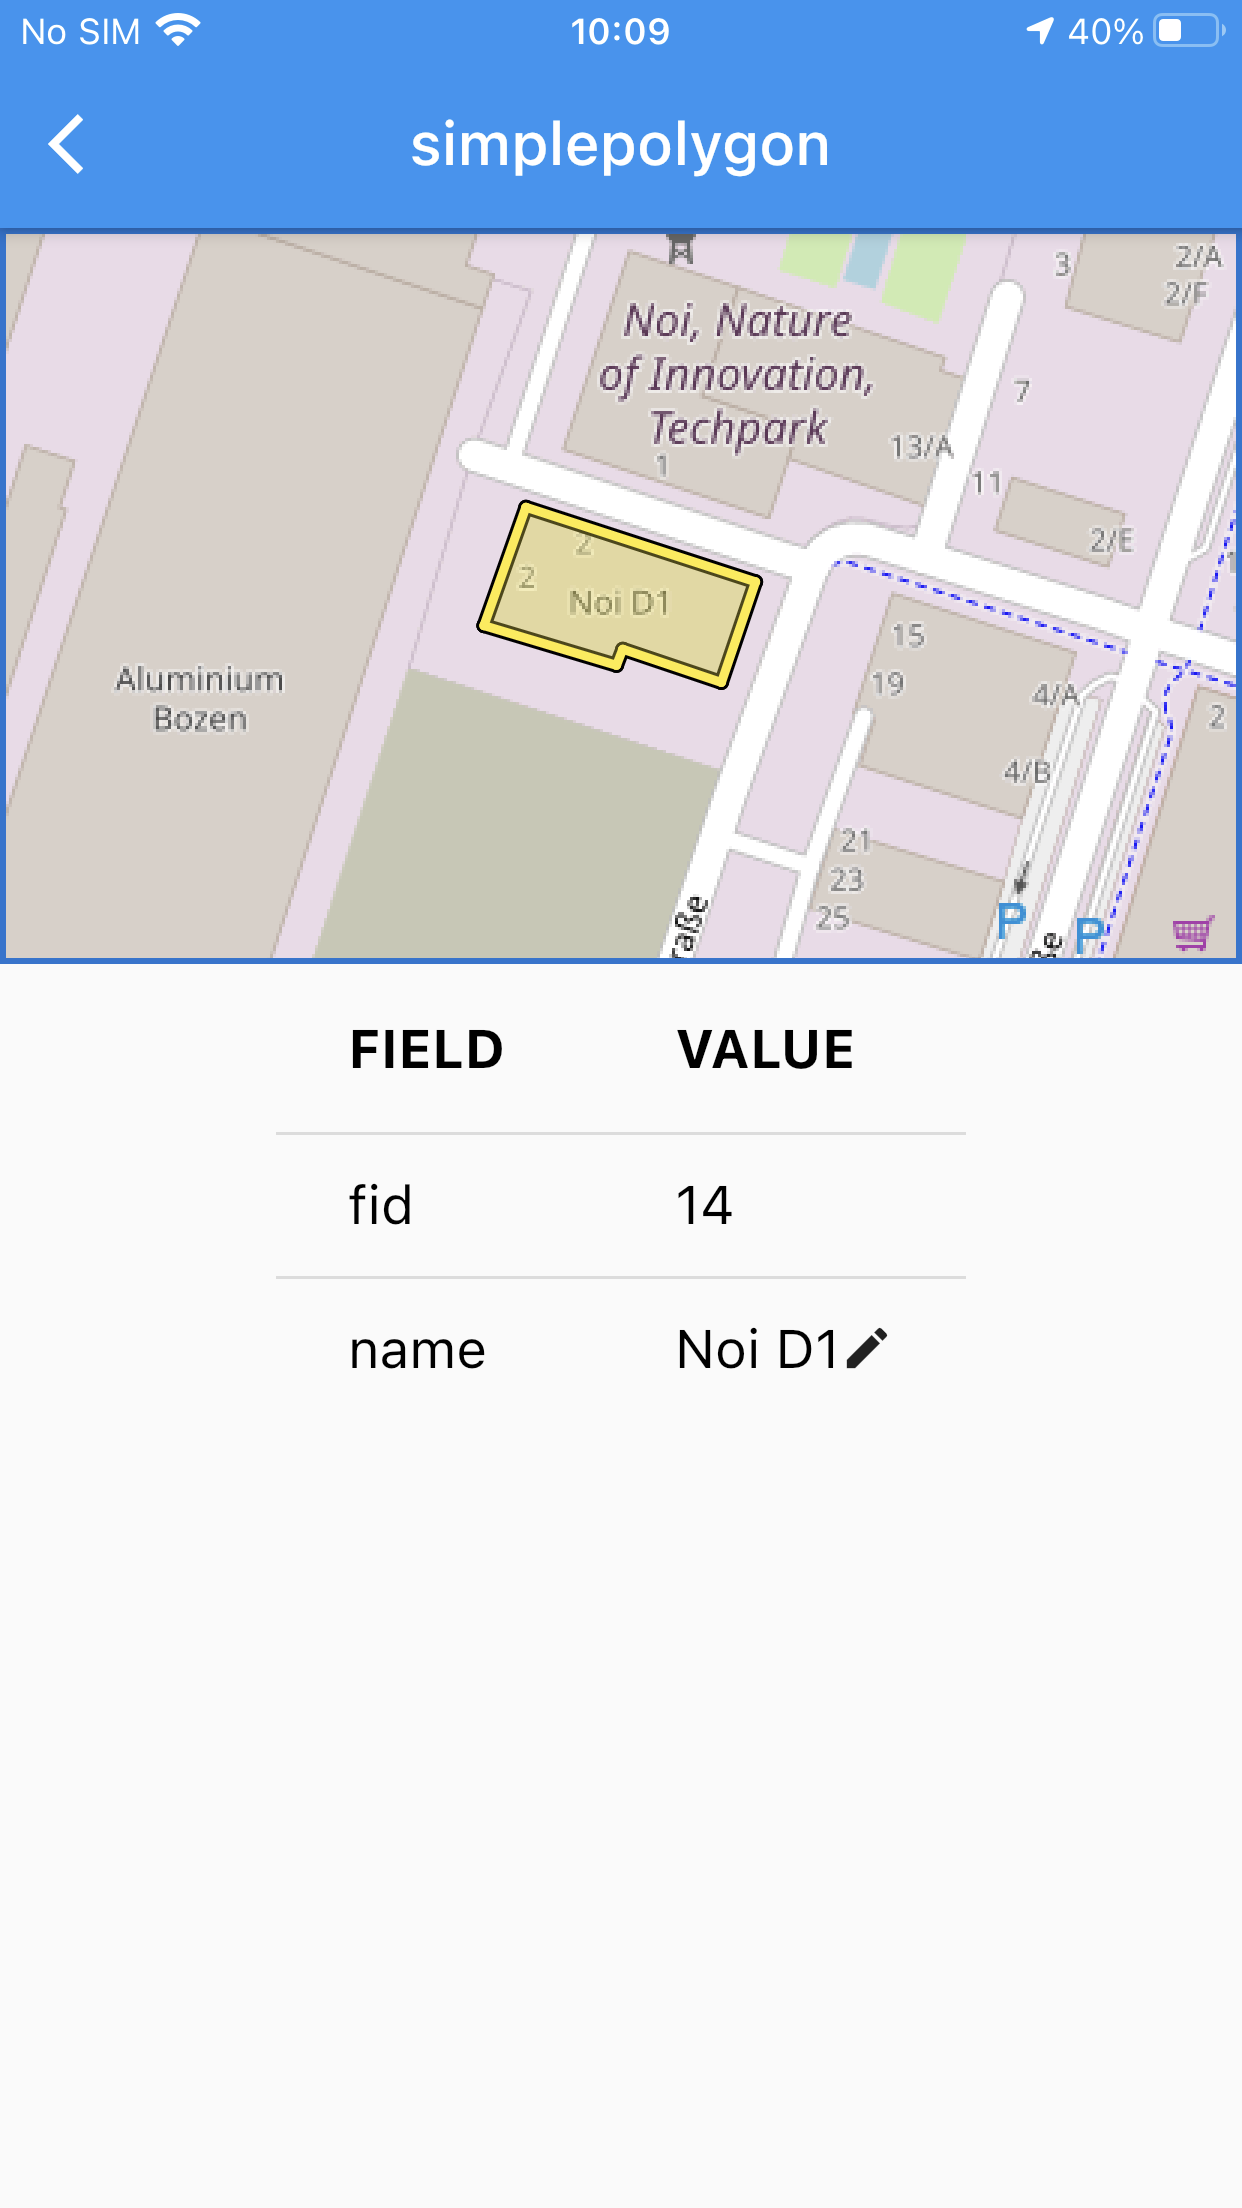 No SIM 10:09 40%
simplepolygon
3
2/A
2/F
Noi, Nature
of Innovation,
Techpark
1
7
13/A
11
2/E
2
2
Noi D1
15
19
4/A
2
Aluminium
Bozen
4/B
21
23
25
raße
P
P
ße
FIELD VALUE
fid 14
name Noi D1